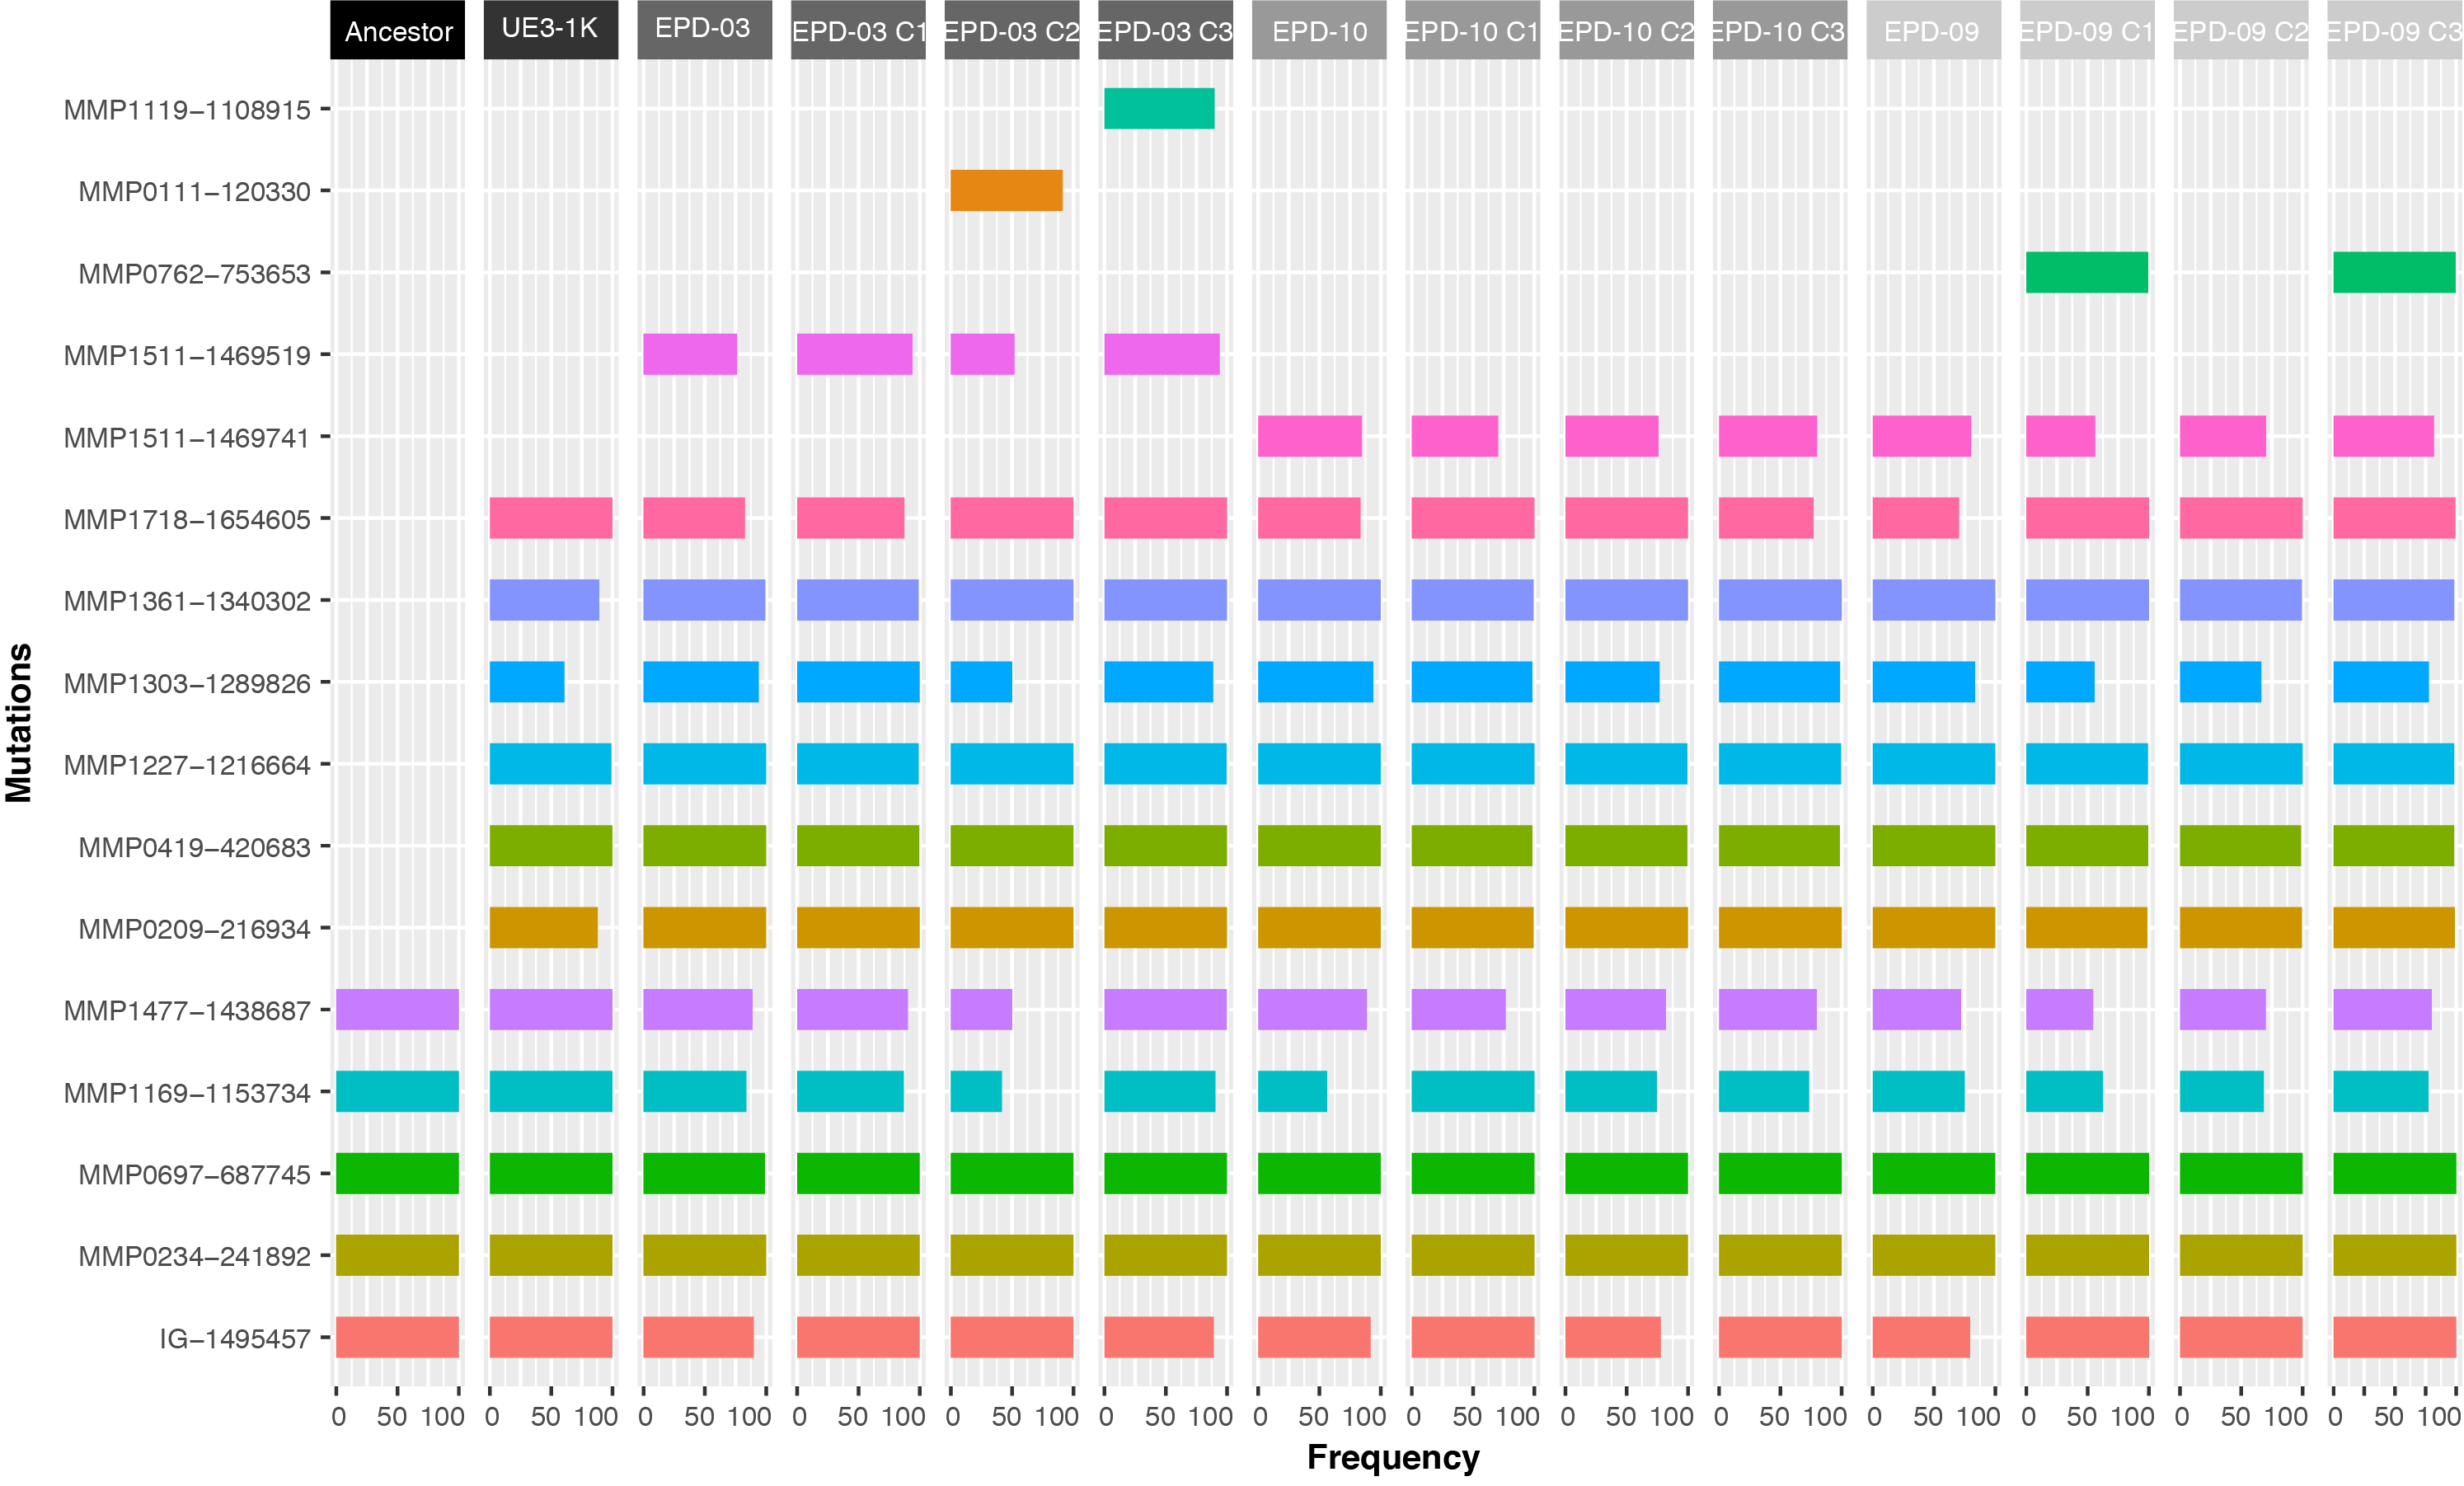 Ancestor UE3-1K EPD-03 EPD-03 C1 EPD-03 C2 EPD-03 C3 EPD-10 EPD-10 C1 EPD-10 C2 EPD-10 C3 EPD-09 EPD-09 C1 EPD-09 C2 EPD-09 C3
MMP1119−1108915
MMP0111−120330
MMP0762−753653
MMP1511−1469519
MMP1511−1469741
MMP1718−1654605
MMP1361−1340302
MMP1303−1289826
MMP1227−1216664
MMP0419−420683
MMP0209−216934
MMP1477−1438687
MMP1169−1153734
MMP0697−687745
MMP0234−241892
IG−1495457
Mutations
0 50 100 0 50 100 0 50 100 0 50 100 0 50 100 0 50 100 0 50 100 0 50 100 0 50 100 0 50 100 0 50 100 0 50 100 0 50 100 0 50 100
Frequency